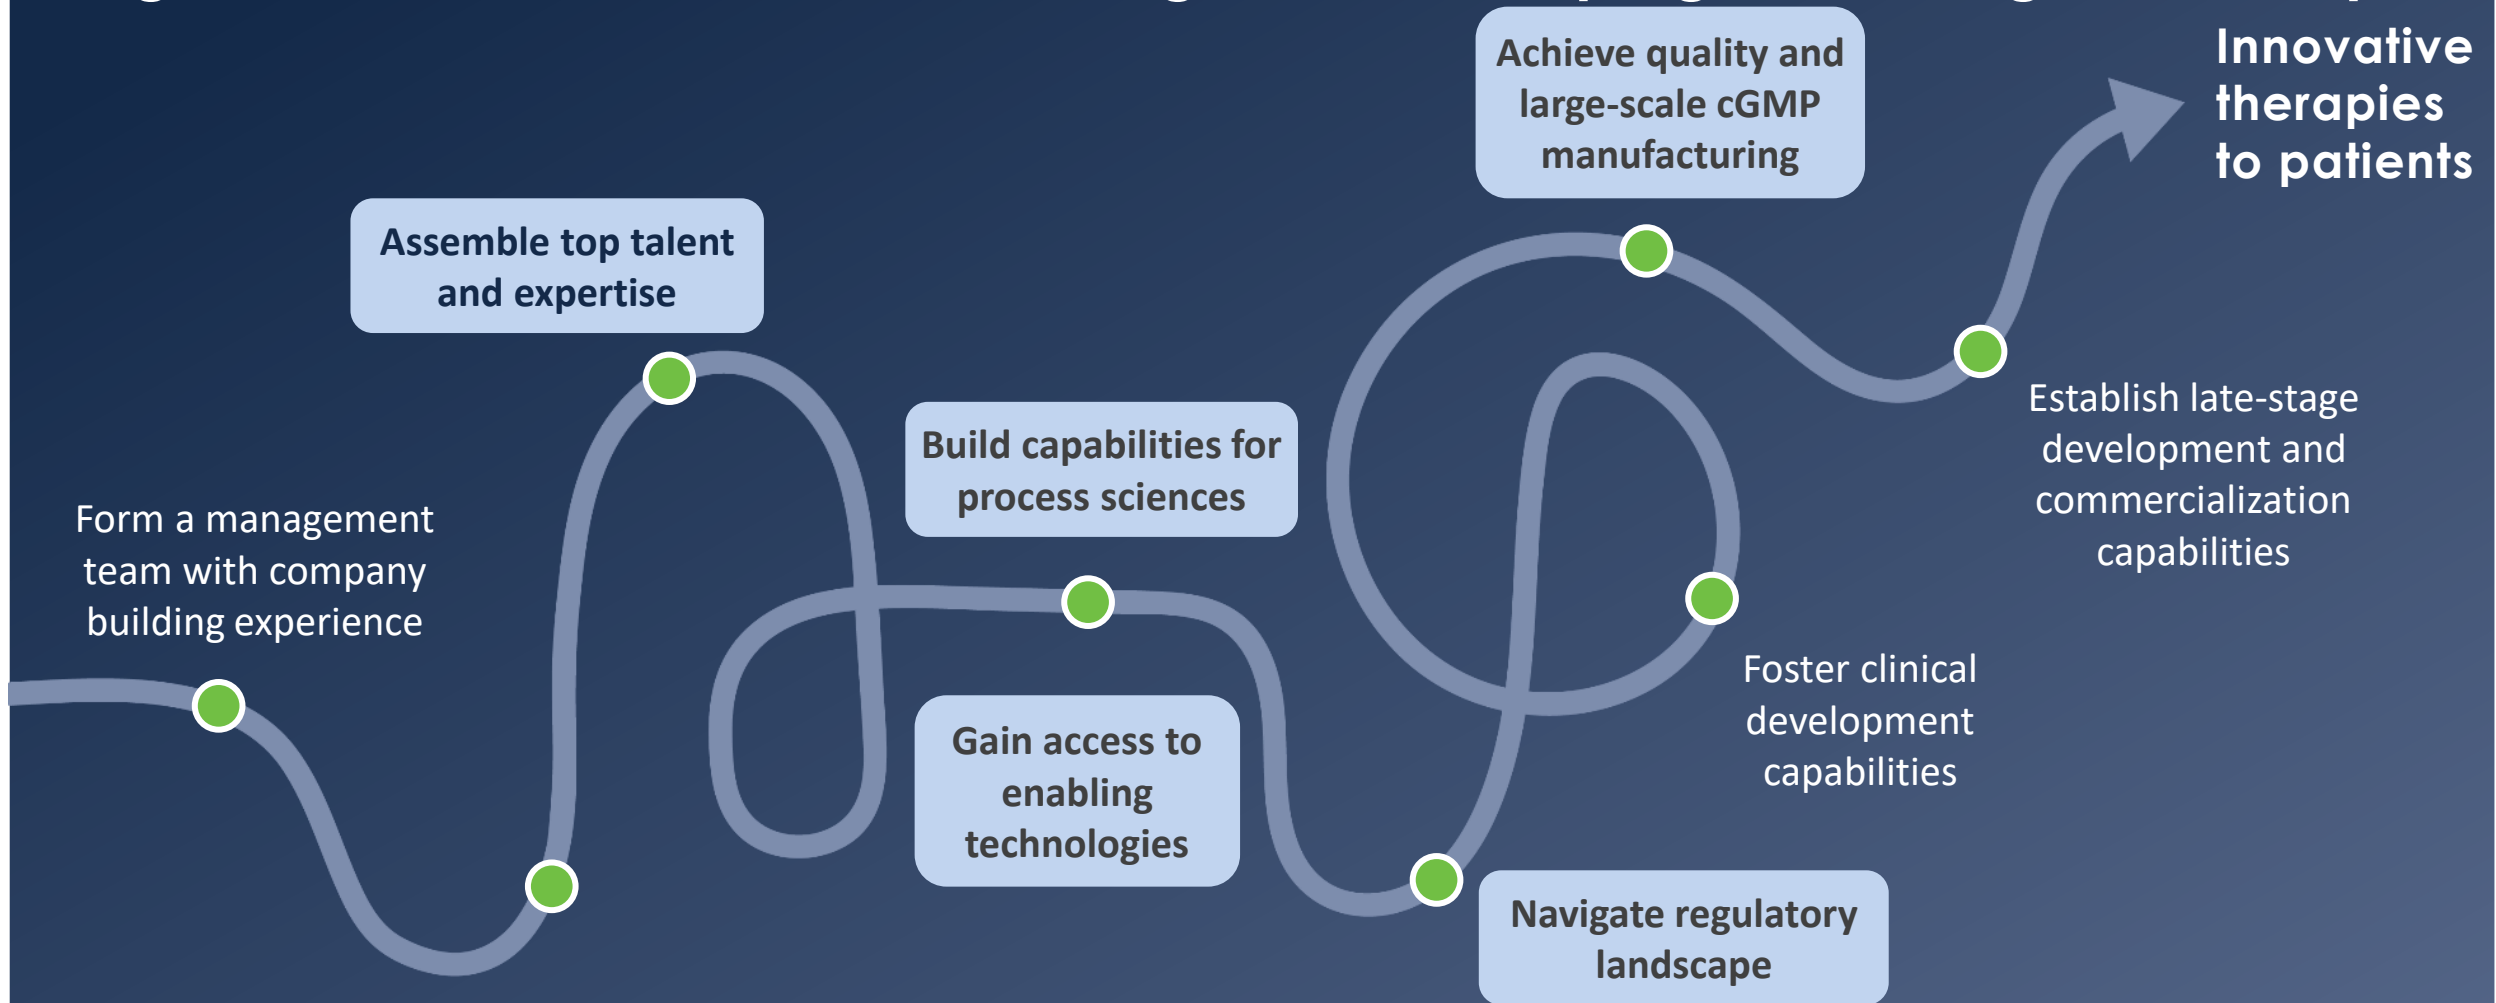 Innovative
therapies
to patients
Achieve quality and
large-scale cGMP
manufacturing
Assemble top talent
and expertise
Build capabilities for
process sciences
Establish late-stage
development and
commercialization
capabilities
Form a management
team with company
building experience
Foster clinical
development
capabilities
Gain access to
enabling
technologies
Navigate regulatory
landscape